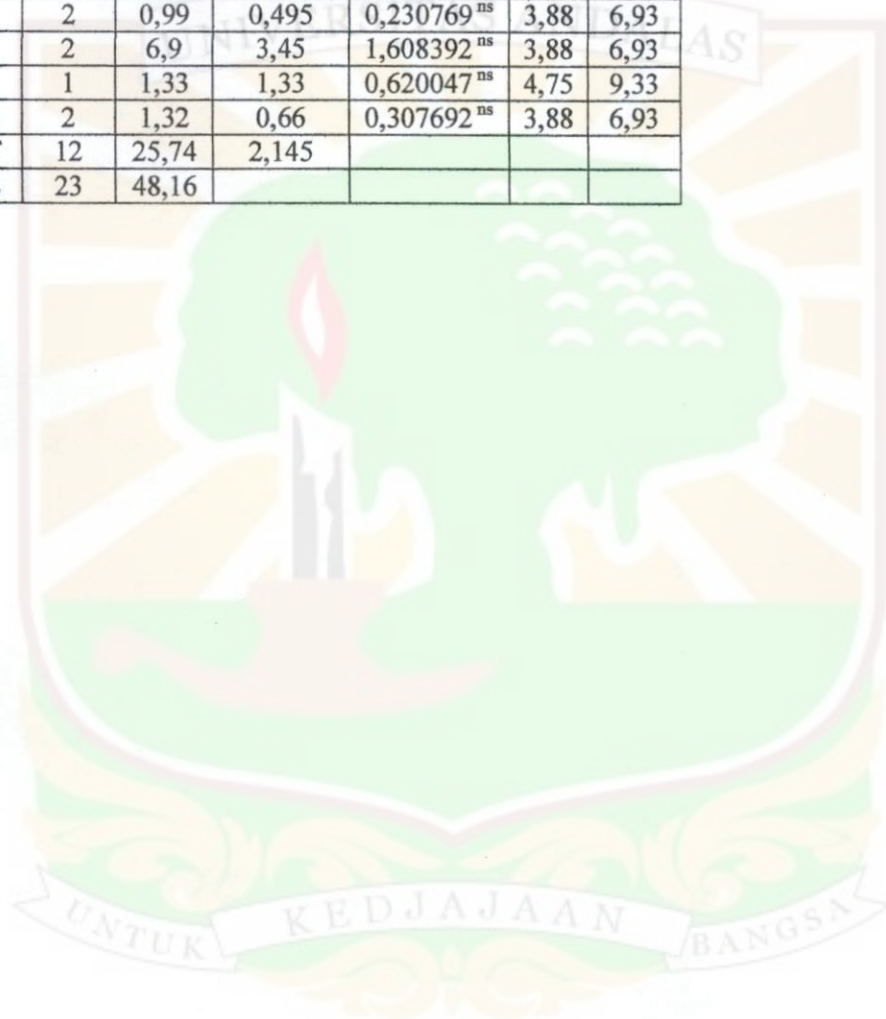 2 0,99 0,495 0,230769 ns 3,88 6,93
2 6,9 3,45 1,608392 ns 3,88 6,93
1 1,33 1,33 0,620047 ns 4,75 9,33
2 1,32 0,66 0,307692 ns 3,88 6,93
12 25,74 2,145
23 48,16
UNIVERSITAS ANDALAS
UNTUK KEDJAJAAN BANGSA